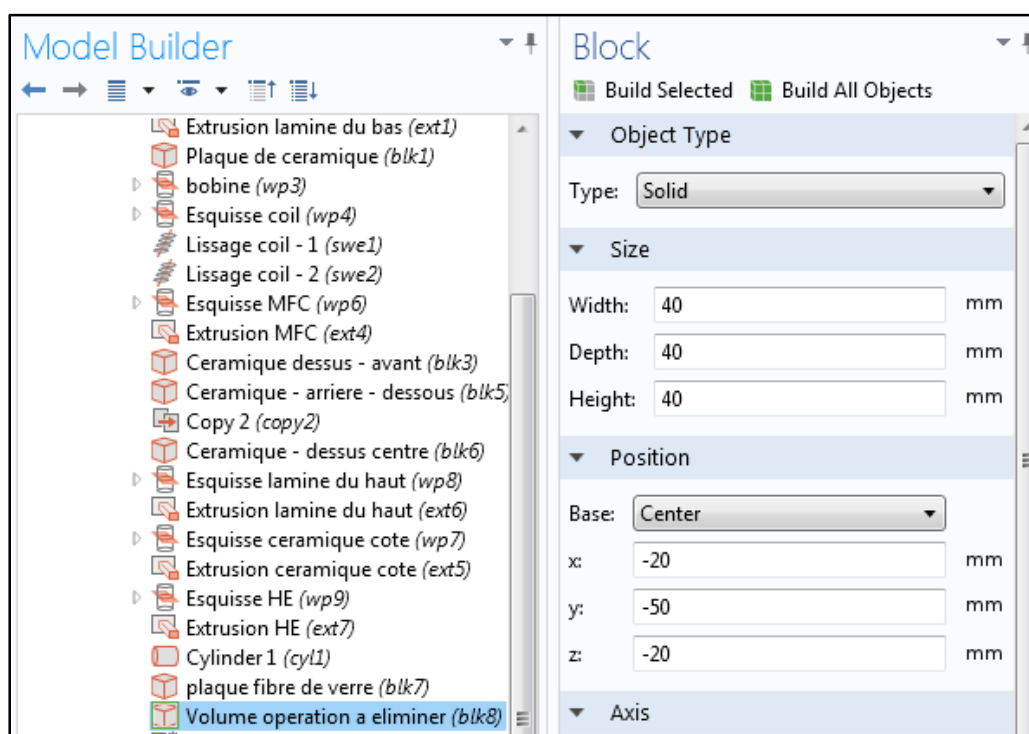 Model Builder
Extrusion lamine du bas (ext1)
Plaque de ceramique (blk1)
bobine (wp3)
Esquisse coil (wp4)
Lissage coil - 1 (swe1)
Lissage coil - 2 (swe2)
Esquisse MFC (wp6)
Extrusion MFC (ext4)
Ceramique dessus - avant (blk3)
Ceramique - arriere - dessous (blk5)
Copy 2 (copy2)
Ceramique - dessus centre (blk6)
Esquisse lamine du haut (wp8)
Extrusion lamine du haut (ext6)
Esquisse ceramique cote (wp7)
Extrusion ceramique cote (ext5)
Esquisse HE (wp9)
Extrusion HE (ext7)
Cylinder 1 (cyl1)
plaque fibre de verre (blk7)
Volume operation a eliminer (blk8)
Block
Build Selected Build All Objects
Object Type
Type: Solid
Size
Width: 40 mm
Depth: 40 mm
Height: 40 mm
Position
Base: Center
x: -20 mm
y: -50 mm
z: -20 mm
Axis